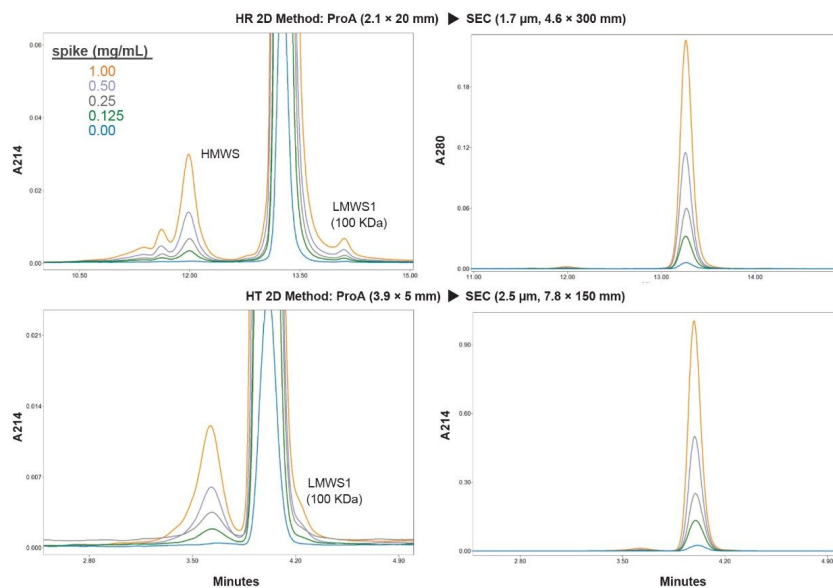 HR 2D Method: ProA (2.1 × 20 mm) ▶ SEC (1.7 µm, 4.6 × 300 mm)
spike (mg/mL)
1.00
0.50
0.25
0.125
0.00
HMWS
LMWS1
(100 KDa)
A214
0.06
0.04
0.02
0.00
10.50 12.00 13.50 15.00
A280
0.18
0.12
0.06
0.00
11.00 12.00 13.00 14.00
HT 2D Method: ProA (3.9 × 5 mm) ▶ SEC (2.5 µm, 7.8 × 150 mm)
A214
0.021
0.014
0.007
0.000
LMWS1
(100 KDa)
2.80 3.50 4.20 4.90
Minutes
A214
0.90
0.60
0.30
0.00
2.80 3.50 4.20 4.90
Minutes